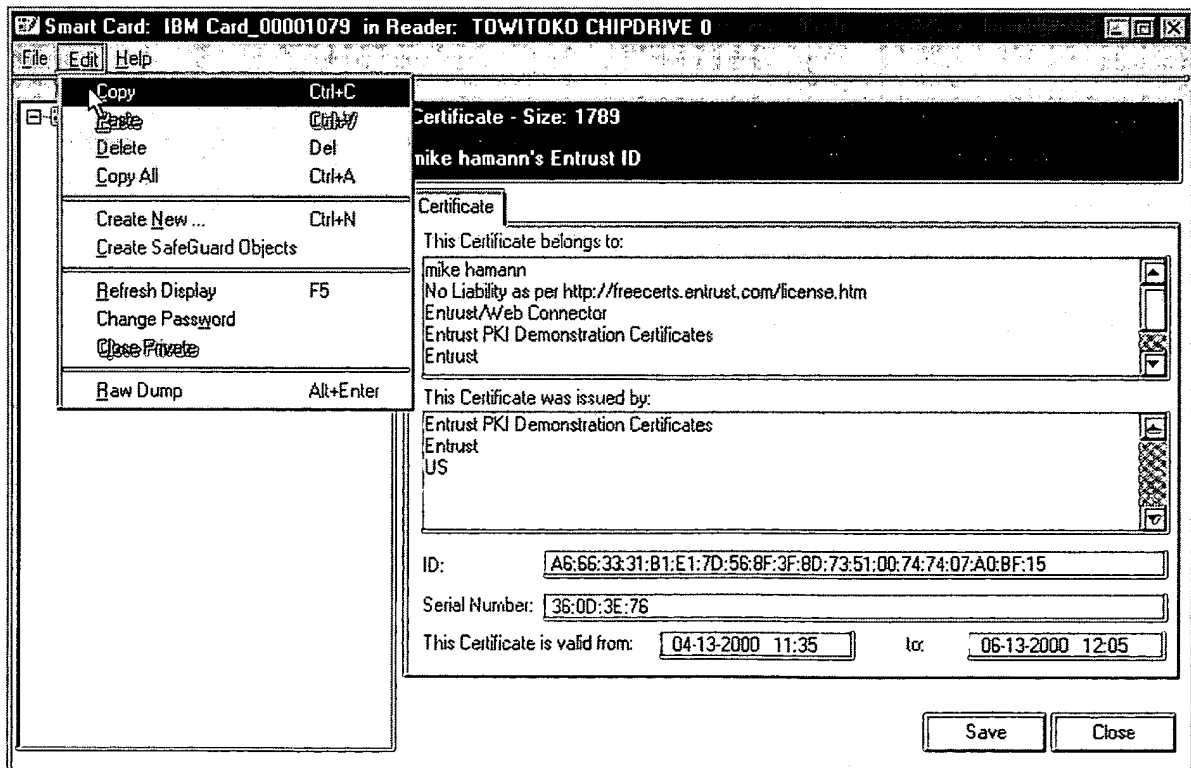 Smart Card: IBM Card_00001079 in Reader: TOWITOKO CHIPDRIVE 0
File Edit Help
Copy Ctrl+C
Paste Ctrl+V
Delete Del
Copy All Ctrl+A
Create New ... Ctrl+N
Create SafeGuard Objects
Refresh Display F5
Change Password
Close Private
Raw Dump Alt+Enter
Certificate - Size: 1789
mike hamann's Entrust ID
Certificate
This Certificate belongs to:
mike hamann
No Liability as per http://freecerts.entrust.com/license.htm
Entrust/Web Connector
Entrust PKI Demonstration Certificates
Entrust
This Certificate was issued by:
Entrust PKI Demonstration Certificates
Entrust
US
ID: A6:66:33:31:B1:E1:7D:56:8F:3F:8D:73:51:00:74:74:07:A0:BF:15
Serial Number: 36:0D:3E:76
This Certificate is valid from: 04-13-2000 11:35 to: 06-13-2000 12:05
Save Close